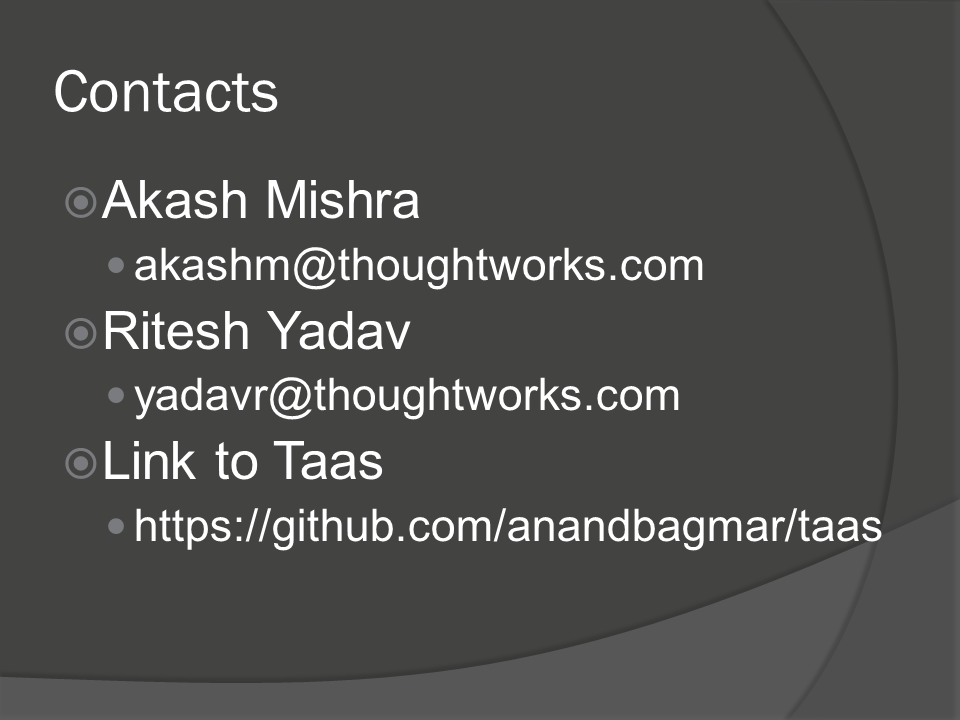 Contacts
Akash Mishra
akashm@thoughtworks.com
Ritesh Yadav
yadavr@thoughtworks.com
Link to Taas
https://github.com/anandbagmar/taas